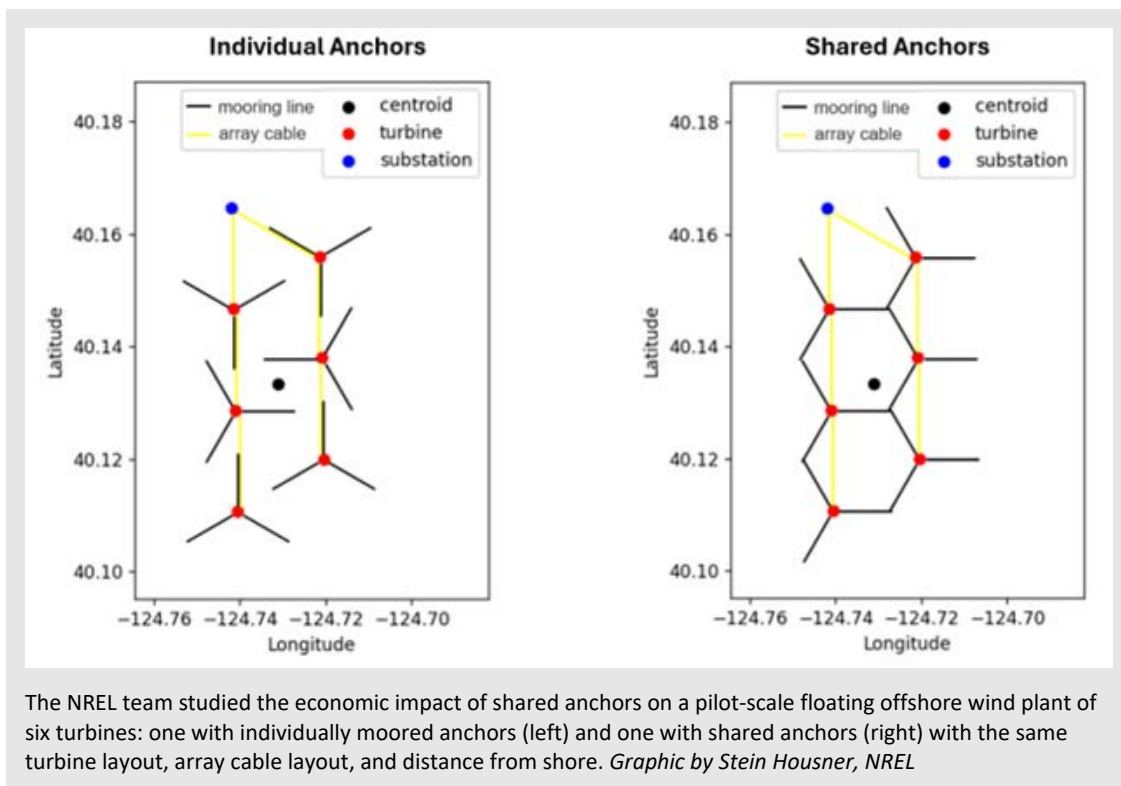 Individual Anchors
mooring line
array cable
centroid
turbine
substation
40.18
40.16
40.14
40.12
40.10
Latitude
−124.76 −124.74 −124.72 −124.70
Longitude
Shared Anchors
mooring line
array cable
centroid
turbine
substation
40.18
40.16
40.14
40.12
40.10
Latitude
−124.76 −124.74 −124.72 −124.70
Longitude
The NREL team studied the economic impact of shared anchors on a pilot-scale floating offshore wind plant of
six turbines: one with individually moored anchors (left) and one with shared anchors (right) with the same
turbine layout, array cable layout, and distance from shore. Graphic by Stein Housner, NREL